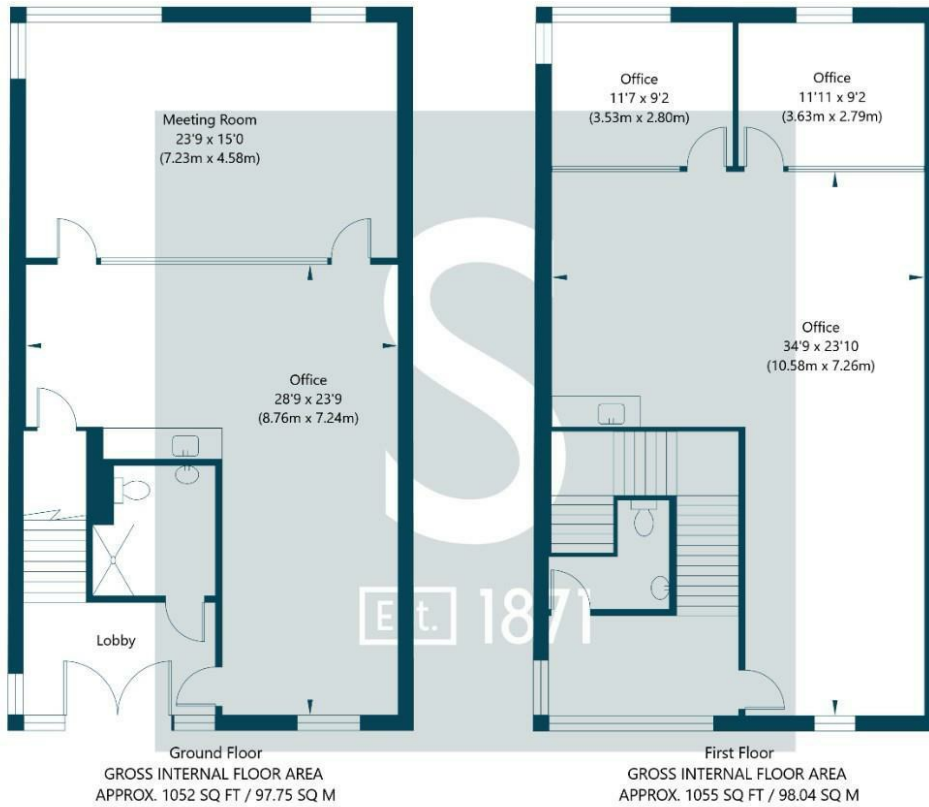 Meeting Room
23'9 x 15'0
(7.23m x 4.58m)
Office
28'9 x 23'9
(8.76m x 7.24m)
Lobby
Ground Floor
GROSS INTERNAL FLOOR AREA
APPROX. 1052 SQ FT / 97.75 SQ M
Office
11'7 x 9'2
(3.53m x 2.80m)
Office
11'11 x 9'2
(3.63m x 2.79m)
Office
34'9 x 23'10
(10.58m x 7.26m)
First Floor
GROSS INTERNAL FLOOR AREA
APPROX. 1055 SQ FT / 98.04 SQ M
S
Est. 1871